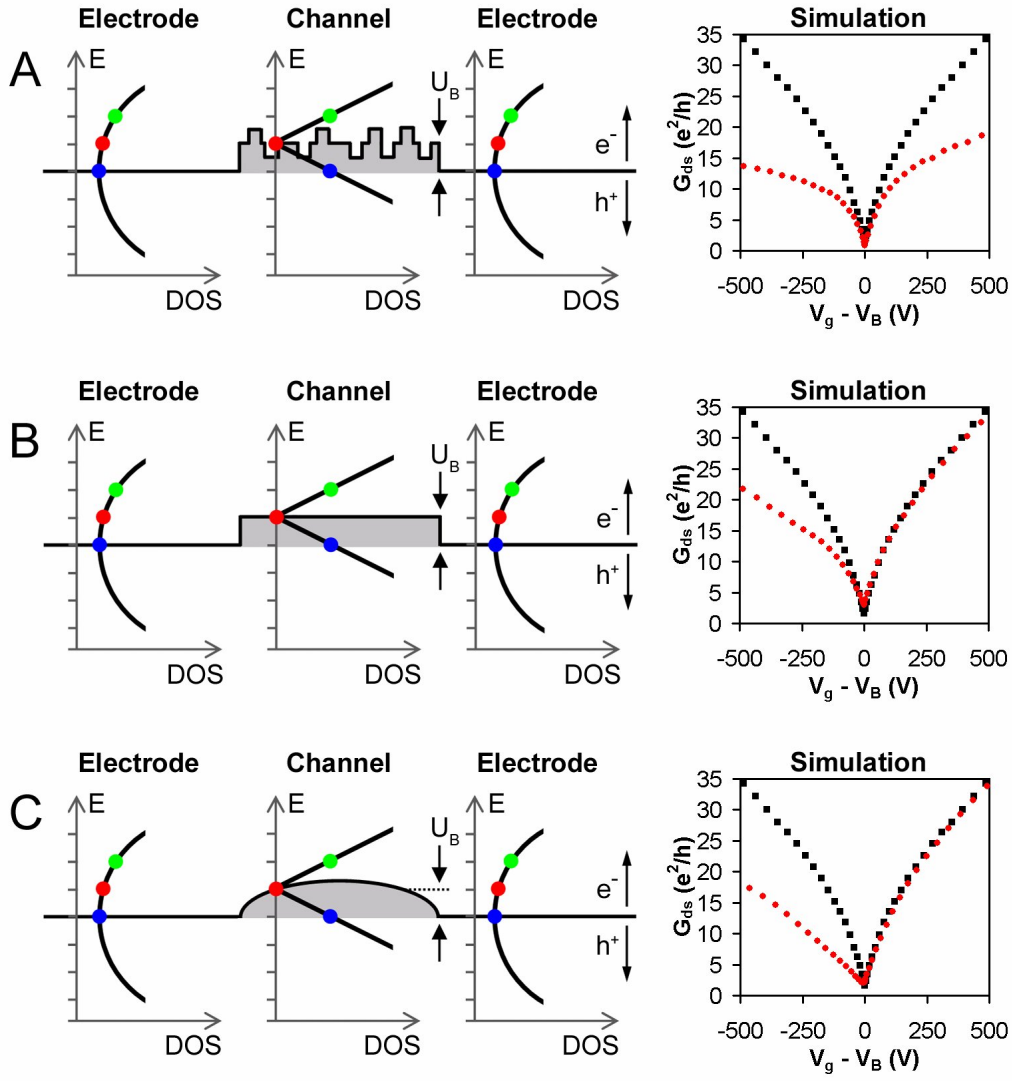 Electrode Channel Electrode Simulation
A
E E U_B E
e⁻
h⁺
DOS DOS DOS
G_ds (e²/h)
35
30
25
20
15
10
5
0
-500 -250 0 250 500
V_g - V_B (V)
Electrode Channel Electrode Simulation
B
E E U_B E
e⁻
h⁺
DOS DOS DOS
G_ds (e²/h)
35
30
25
20
15
10
5
0
-500 -250 0 250 500
V_g - V_B (V)
Electrode Channel Electrode Simulation
C
E E U_B E
e⁻
h⁺
DOS DOS DOS
G_ds (e²/h)
35
30
25
20
15
10
5
0
-500 -250 0 250 500
V_g - V_B (V)